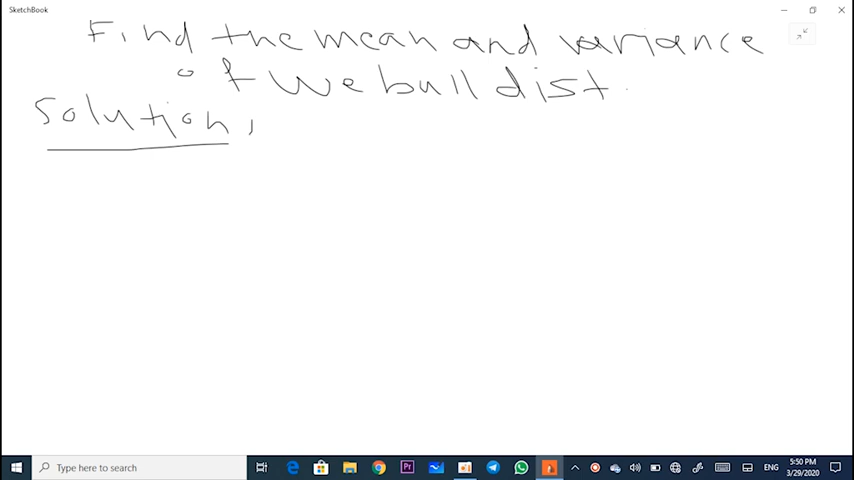 SketchBook
Find the mean and variance
of Webull dist.
Solution,
Type here to search
Pr
ENG
5:50 PM
3/29/2020